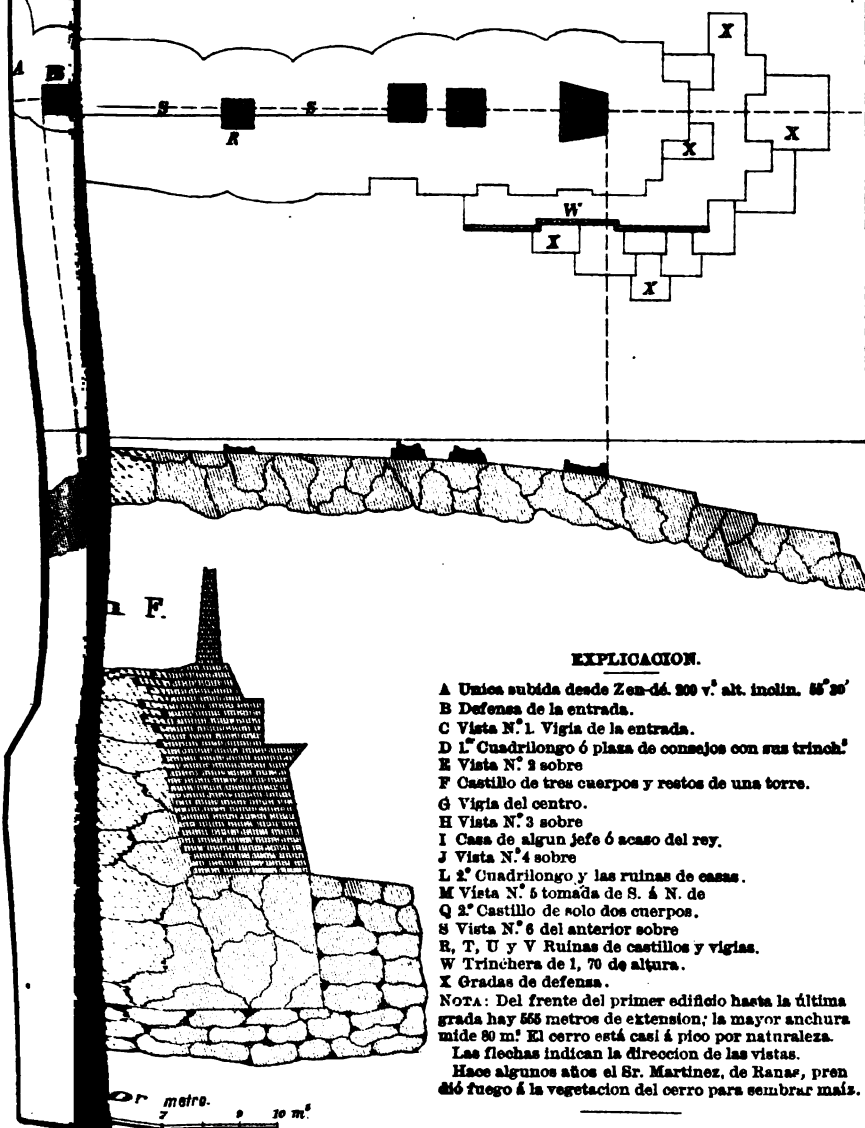 A
B
S
R
S
X
X
X
W
X
X
F.
EXPLICACION.
A Unica subida desde Zen-dó. 200 v.s alt. inclin. 55°20′
B Defensa de la entrada.
C Vista N.º 1. Vigia de la entrada.
D 1.er Cuadrilongo ó plaza de consejos con sus trinch.s
E Vista N.º 2 sobre
F Castillo de tres cuerpos y restos de una torre.
G Vigia del centro.
H Vista N.º 3 sobre
I Casa de algun jefe ó acaso del rey.
J Vista N.º 4 sobre
L 2.º Cuadrilongo y las ruinas de casas.
M Vista N.º 5 tomada de S. á N. de
Q 2.º Castillo de solo dos cuerpos.
S Vista N.º 6 del anterior sobre
R, T, U y V Ruinas de castillos y vigias.
W Trinchera de 1, 70 de altura.
X Gradas de defensa.
NOTA: Del frente del primer edificio hasta la última
grada hay 555 metros de extension; la mayor anchura
mide 80 m.s El cerro está casi á pico por naturaleza.
Las flechas indican la direccion de las vistas.
Hace algunos años el Sr. Martinez, de Ranas, pren
dió fuego á la vegetacion del cerro para sembrar maíz.
or metro.
7 9 10 m.s